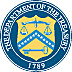 THE DEPARTMENT OF THE TREASURY
1789